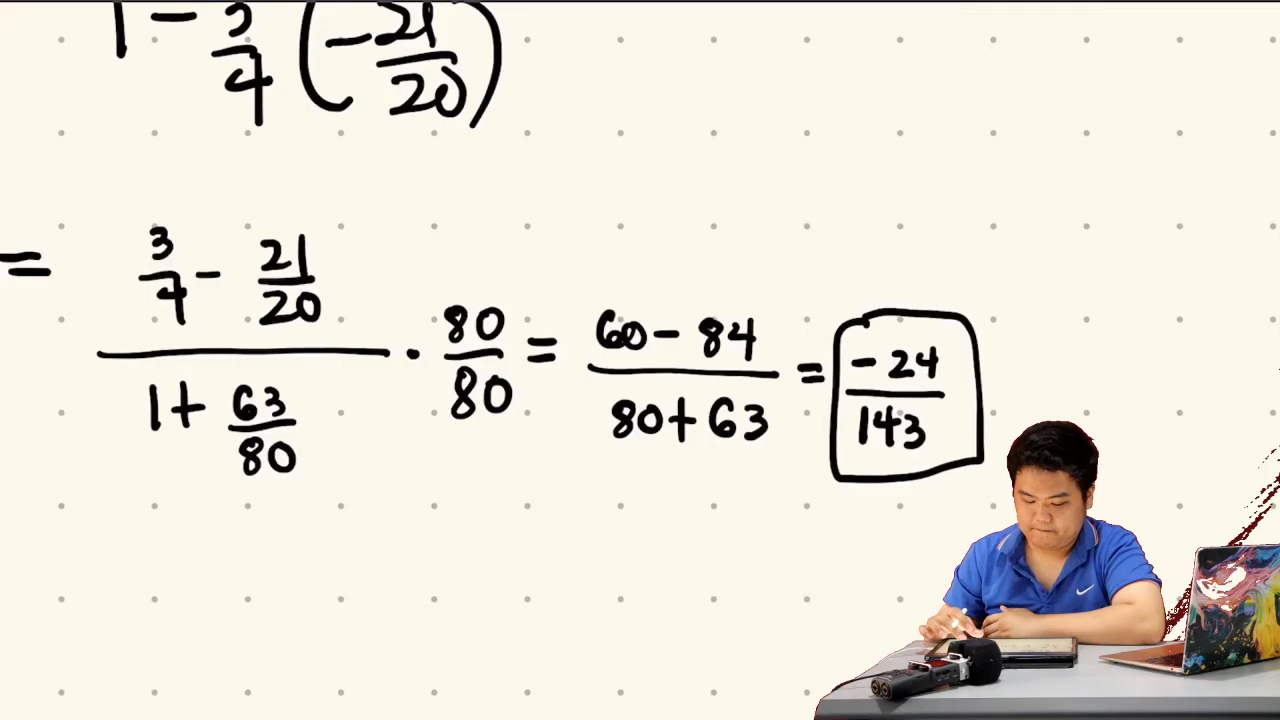 1 - 3/4 (-21/20)
= (3/4 - 21/20) / (1 + 63/80) · 80/80 = (60 - 84) / (80 + 63) = -24/143